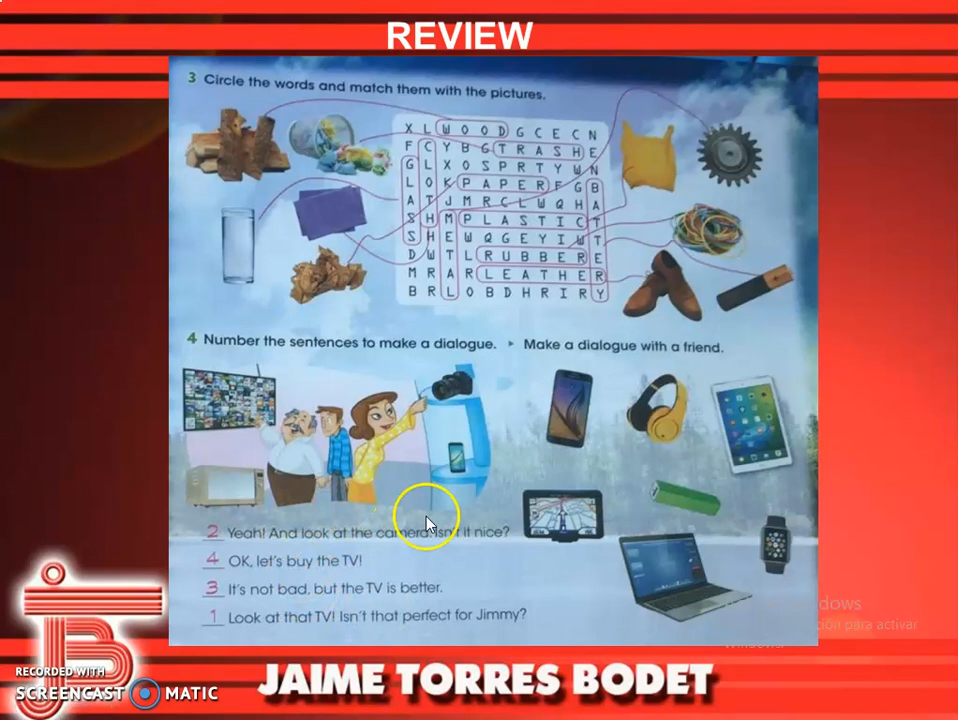 REVIEW
3 Circle the words and match them with the pictures.
X L W O O D G C E C N
F C Y B G T R A S H E
G L X O S P R T Y W N
L O K P A P E R F G B
A T J M R C L W Q H A
S H M P L A S T I C T
S H E W Q G E Y I W T
D W T L R U B B E R E
M R A R L E A T H E R
B R L O B D H R I R Y
4 Number the sentences to make a dialogue. ▸ Make a dialogue with a friend.
2 Yeah! And look at the camera. Isn't it nice?
4 OK, let's buy the TV!
3 It's not bad, but the TV is better.
1 Look at that TV! Isn't that perfect for Jimmy?
para activar
RECORDED WITH
SCREENCAST MATIC
JAIME TORRES BODET